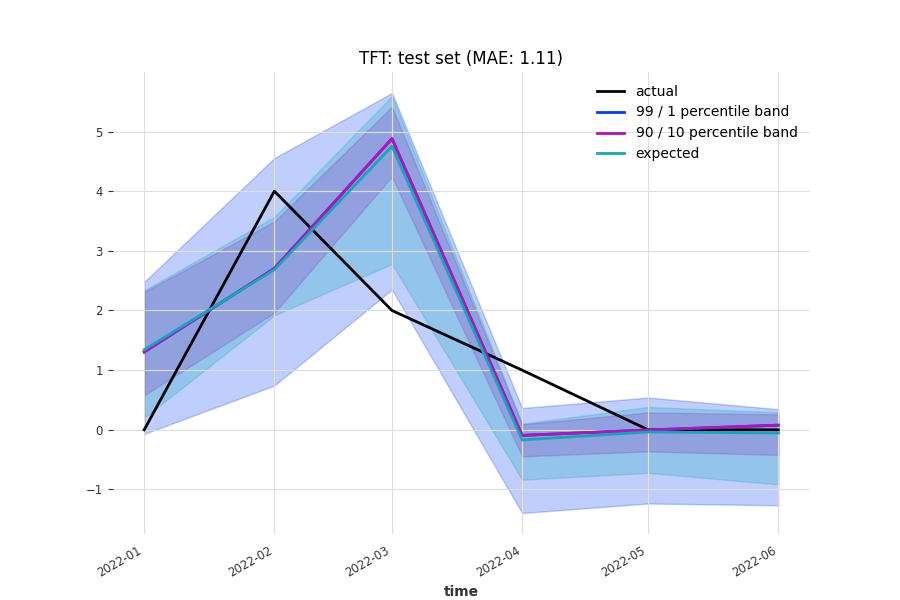 TFT: test set (MAE: 1.11)
actual
99 / 1 percentile band
90 / 10 percentile band
expected
5
4
3
2
1
0
−1
2022-01
2022-02
2022-03
2022-04
2022-05
2022-06
time